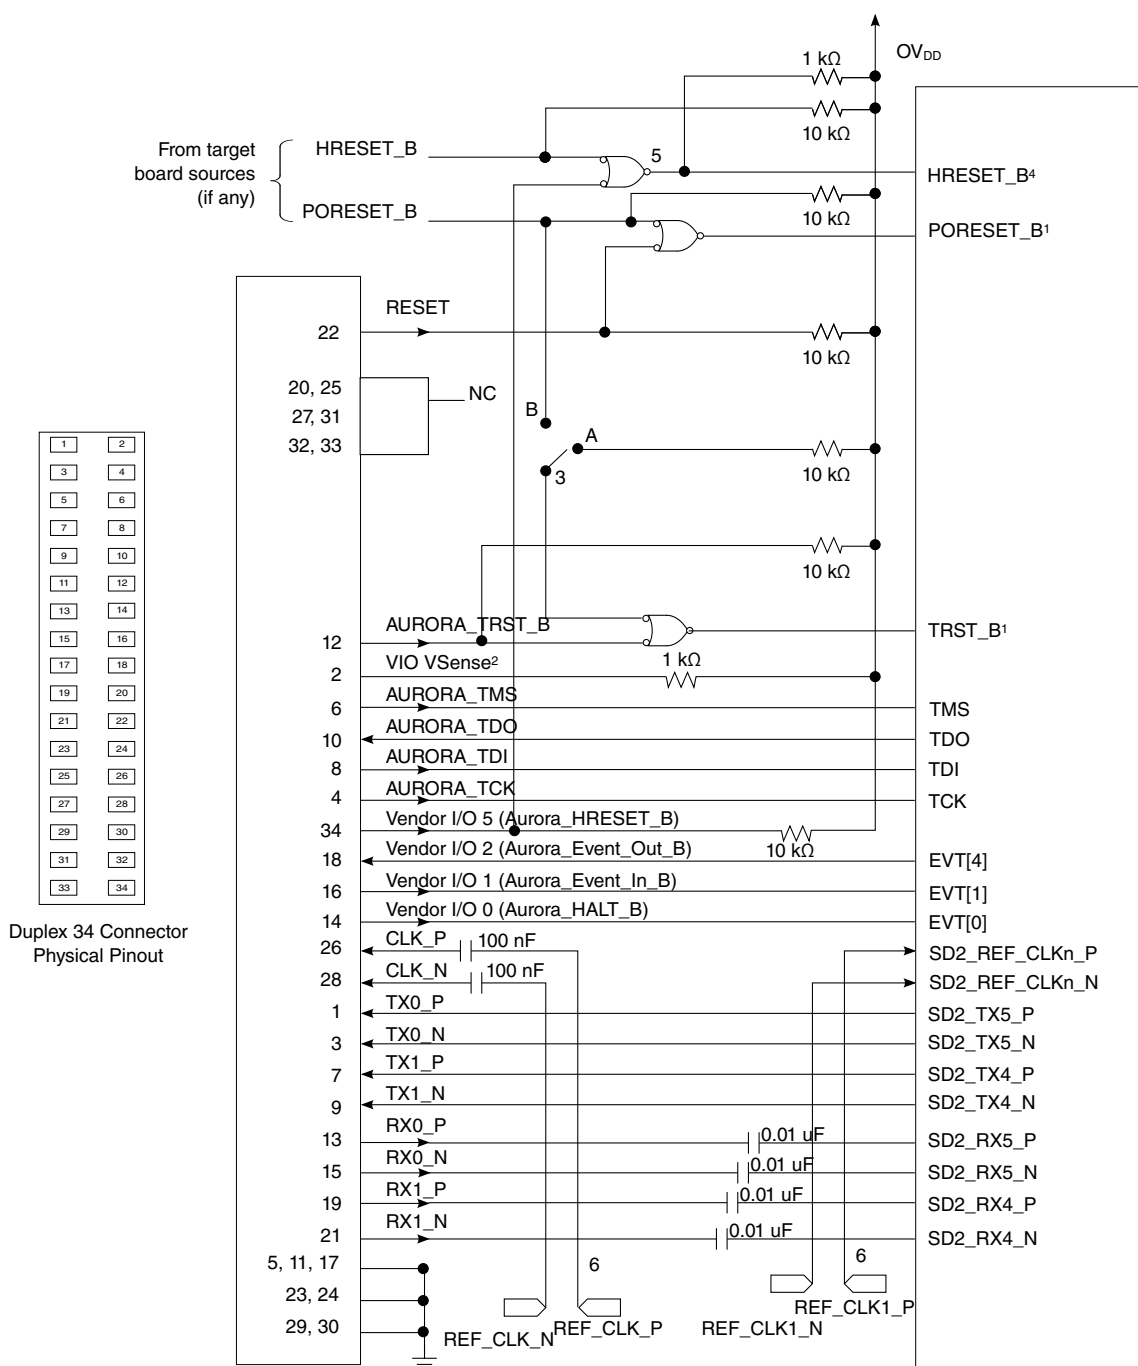 OVDD
1 kΩ
10 kΩ
From target
board sources
(if any)
HRESET_B
5
HRESET_B4
PORESET_B
10 kΩ
PORESET_B1
RESET
22
10 kΩ
20, 25
27, 31
32, 33
NC
B
A
3
10 kΩ
10 kΩ
1 2
3 4
5 6
7 8
9 10
11 12
13 14
15 16
17 18
19 20
21 22
23 24
25 26
27 28
29 30
31 32
33 34
Duplex 34 Connector
Physical Pinout
12 AURORA_TRST_B TRST_B1
2 VIO VSense2 1 kΩ
6 AURORA_TMS TMS
10 AURORA_TDO TDO
8 AURORA_TDI TDI
4 AURORA_TCK TCK
34 Vendor I/O 5 (Aurora_HRESET_B) 10 kΩ
18 Vendor I/O 2 (Aurora_Event_Out_B) EVT[4]
16 Vendor I/O 1 (Aurora_Event_In_B) EVT[1]
14 Vendor I/O 0 (Aurora_HALT_B) EVT[0]
26 CLK_P 100 nF SD2_REF_CLKn_P
28 CLK_N 100 nF SD2_REF_CLKn_N
1 TX0_P SD2_TX5_P
3 TX0_N SD2_TX5_N
7 TX1_P SD2_TX4_P
9 TX1_N SD2_TX4_N
13 RX0_P 0.01 uF SD2_RX5_P
15 RX0_N 0.01 uF SD2_RX5_N
19 RX1_P 0.01 uF SD2_RX4_P
21 RX1_N 0.01 uF SD2_RX4_N
5, 11, 17
23, 24
29, 30
6
6
REF_CLK_N
REF_CLK_P
REF_CLK1_N
REF_CLK1_P